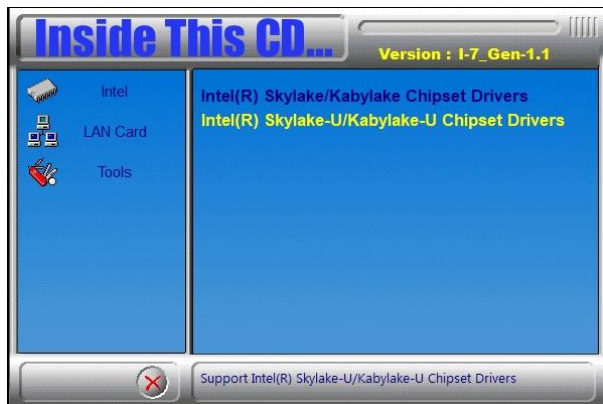 Inside This CD...
Version : I-7_Gen-1.1
Intel
LAN Card
Tools
Intel(R) Skylake/Kabylake Chipset Drivers
Intel(R) Skylake-U/Kabylake-U Chipset Drivers
Support Intel(R) Skylake-U/Kabylake-U Chipset Drivers